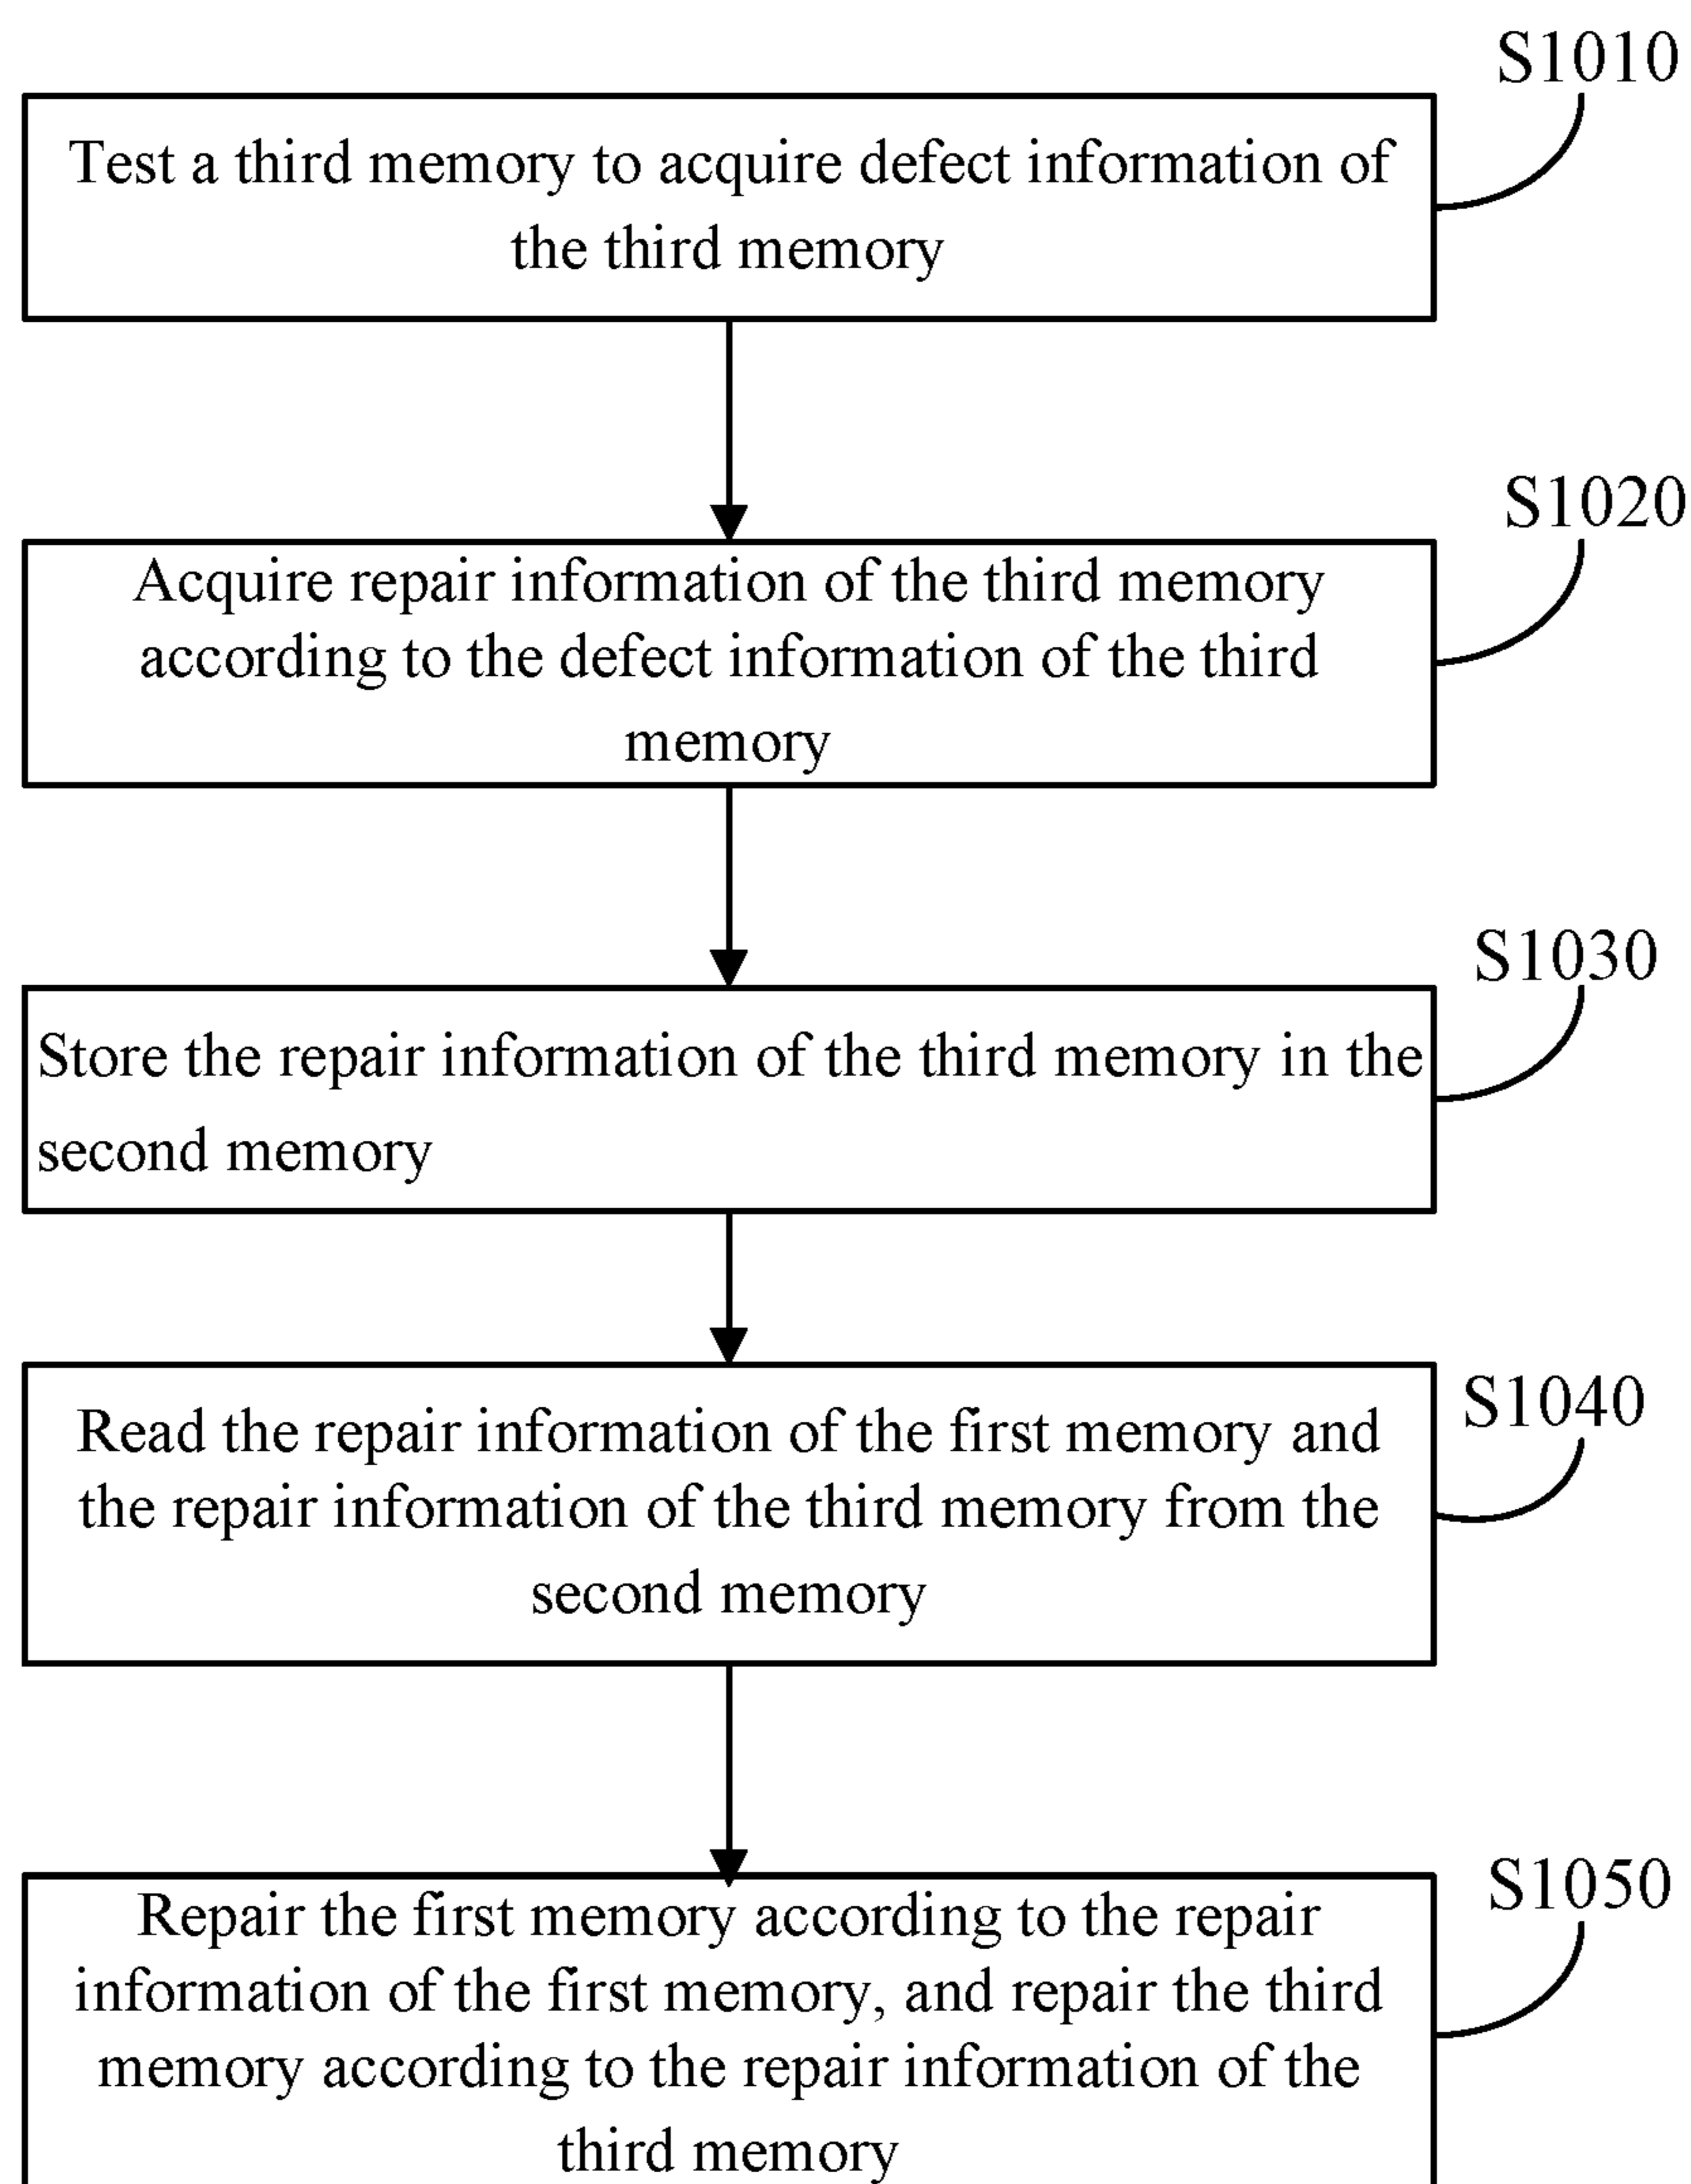 S1010
Test a third memory to acquire defect information of
the third memory
S1020
Acquire repair information of the third memory
according to the defect information of the third
memory
S1030
Store the repair information of the third memory in the
second memory
S1040
Read the repair information of the first memory and
the repair information of the third memory from the
second memory
S1050
Repair the first memory according to the repair
information of the first memory, and repair the third
memory according to the repair information of the
third memory